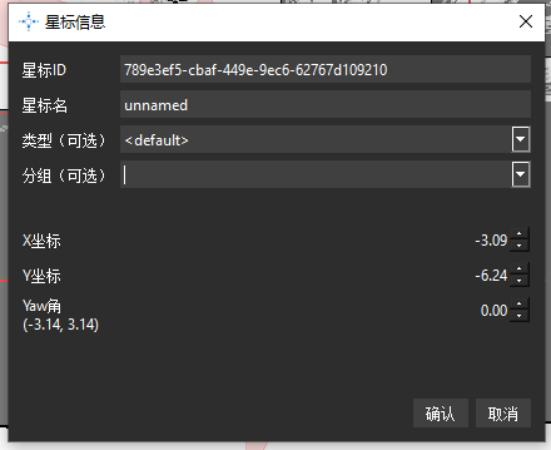 星标信息
星标ID 789e3ef5-cbaf-449e-9ec6-62767d109210
星标名 unnamed
类型（可选） <default>
分组（可选）
X坐标 -3.09
Y坐标 -6.24
Yaw角 0.00
(-3.14, 3.14)
确认 取消